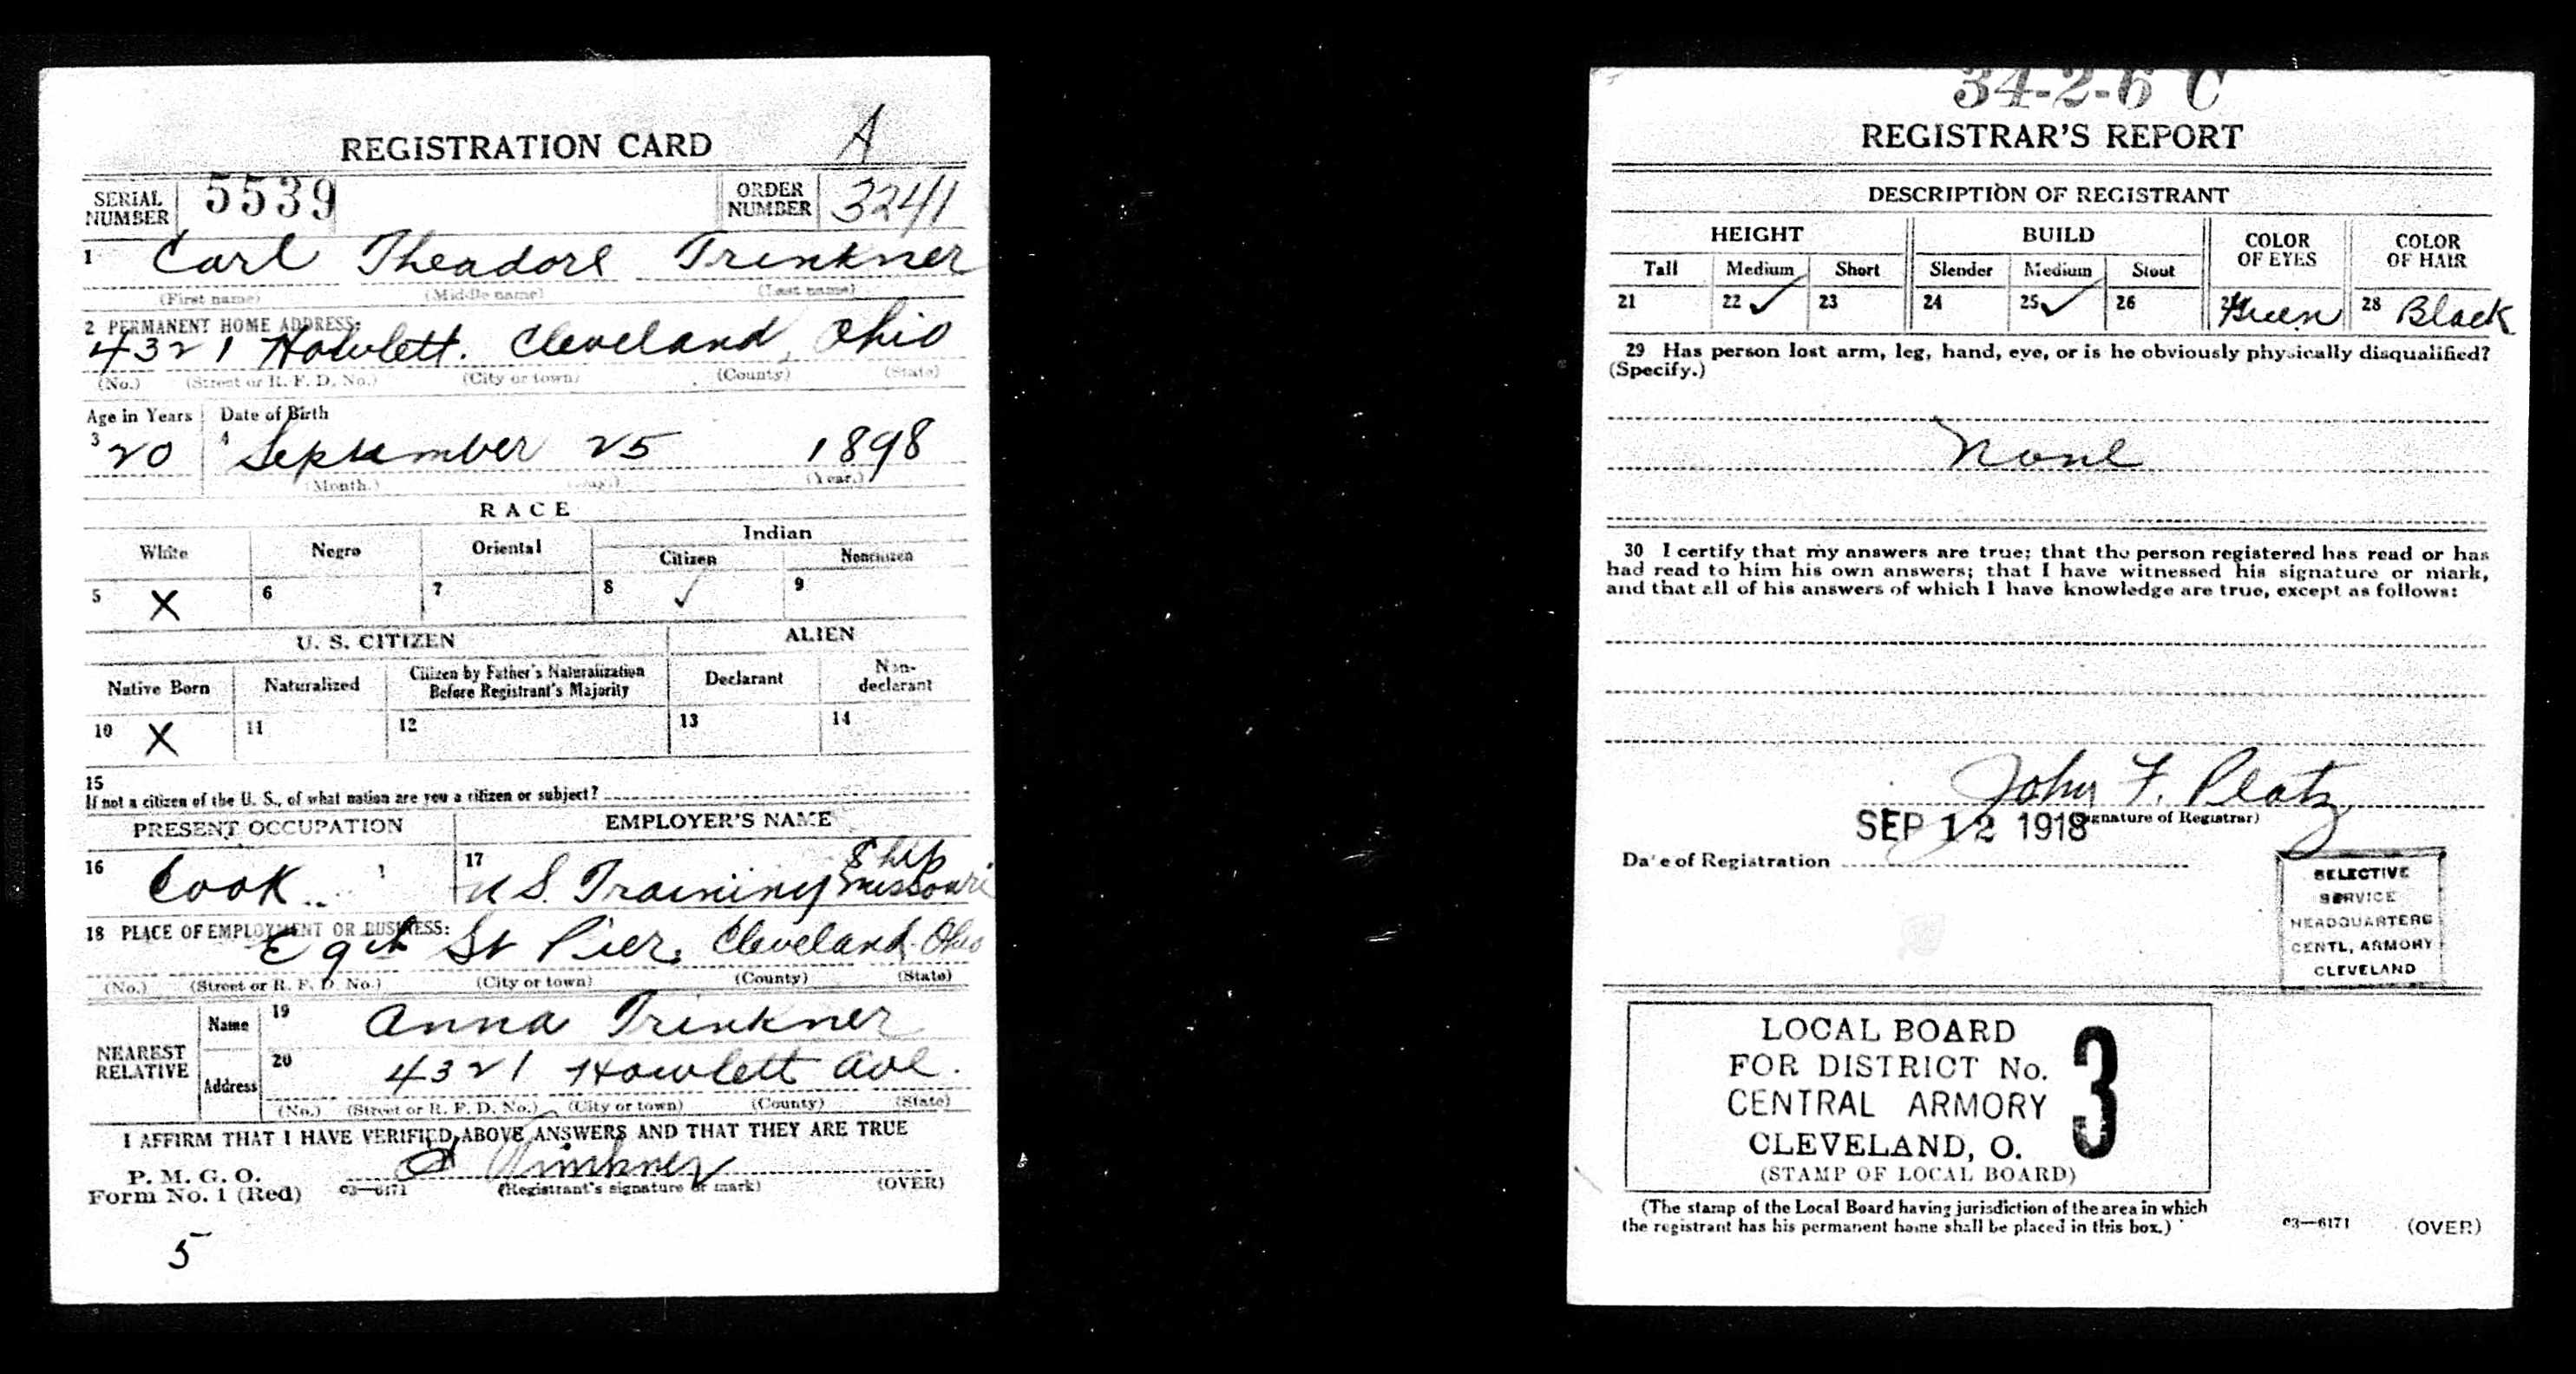 REGISTRATION CARD A
SERIAL NUMBER 5539 ORDER NUMBER 3241
1 Carl Theadore Trinkner
(First name) (Middle name) (Last name)
2 PERMANENT HOME ADDRESS:
4321 Howlett. Cleveland, Ohio
(No.) (Street or R. F. D. No.) (City or town) (County) (State)
Age in Years Date of Birth
3 20 4 September 25 1898
(Month.) (Day.) (Year.)
RACE
White Negro Oriental Indian
Citizen Noncitizen
5 X 6 7 8 ✓ 9
U. S. CITIZEN ALIEN
Native Born Naturalized Citizen by Father's Naturalization Before Registrant's Majority Declarant Non-declarant
10 X 11 12 13 14
15
If not a citizen of the U. S., of what nation are you a citizen or subject?
PRESENT OCCUPATION EMPLOYER'S NAME
16 Cook 17 U S. Training Ship Missouri
18 PLACE OF EMPLOYMENT OR BUSINESS:
E 9th St Pier. Cleveland Ohio
(No.) (Street or R. F. D. No.) (City or town) (County) (State)
NEAREST RELATIVE
Name 19 Anna Trinkner
Address 20 4321 Howlett Ave.
(No.) (Street or R. F. D. No.) (City or town) (County) (State)
I AFFIRM THAT I HAVE VERIFIED ABOVE ANSWERS AND THAT THEY ARE TRUE
P. M. G. O.
Form No. 1 (Red) 03—6171 C Trinkner
(Registrant's signature or mark) (OVER)
5
34-2-6 C
REGISTRAR'S REPORT
DESCRIPTION OF REGISTRANT
HEIGHT BUILD COLOR OF EYES COLOR OF HAIR
Tall Medium Short Slender Medium Stout
21 22 ✓ 23 24 25 ✓ 26 27 Green 28 Black
29 Has person lost arm, leg, hand, eye, or is he obviously physically disqualified?
(Specify.)
None
30 I certify that my answers are true; that the person registered has read or has
had read to him his own answers; that I have witnessed his signature or mark,
and that all of his answers of which I have knowledge are true, except as follows:
John F. Platz
(Signature of Registrar)
SEP 12 1918
Date of Registration
SELECTIVE
SERVICE
HEADQUARTERS
CENTL. ARMORY
CLEVELAND
LOCAL BOARD
FOR DISTRICT No. 3
CENTRAL ARMORY
CLEVELAND, O.
(STAMP OF LOCAL BOARD)
(The stamp of the Local Board having jurisdiction of the area in which
the registrant has his permanent home shall be placed in this box.)
03—6171 (OVER)